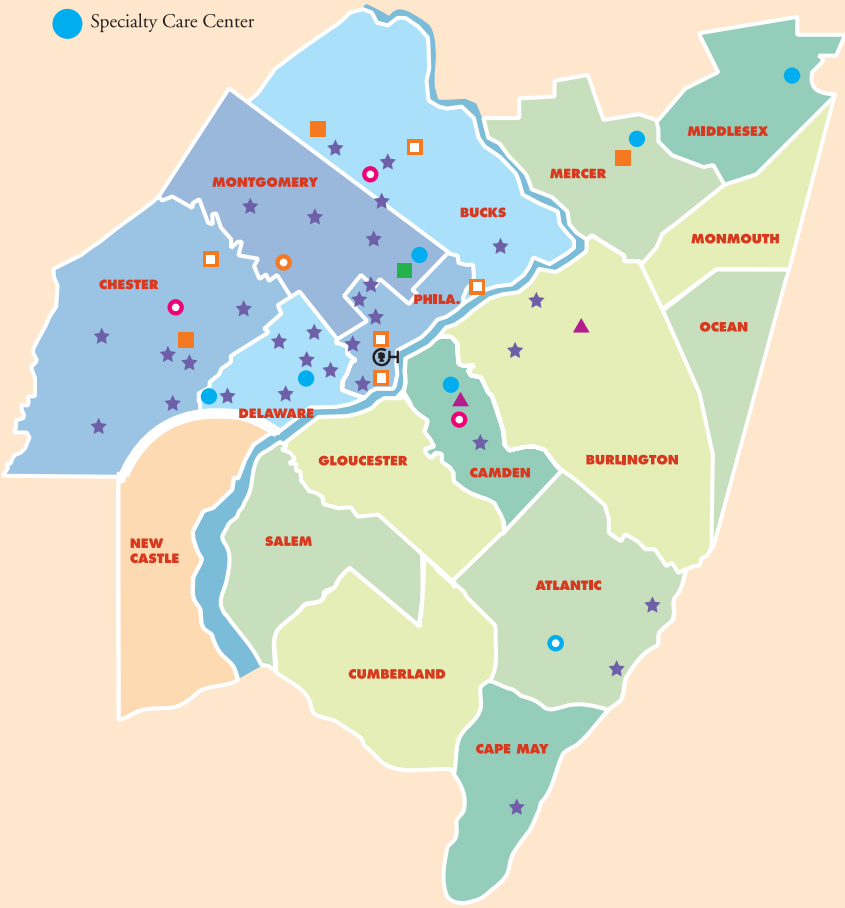 Specialty Care Center
MIDDLESEX
MERCER
MONTGOMERY
BUCKS
MONMOUTH
CHESTER
PHILA.
OCEAN
DELAWARE
GLOUCESTER
BURLINGTON
CAMDEN
NEW
CASTLE
SALEM
ATLANTIC
CUMBERLAND
CAPE MAY